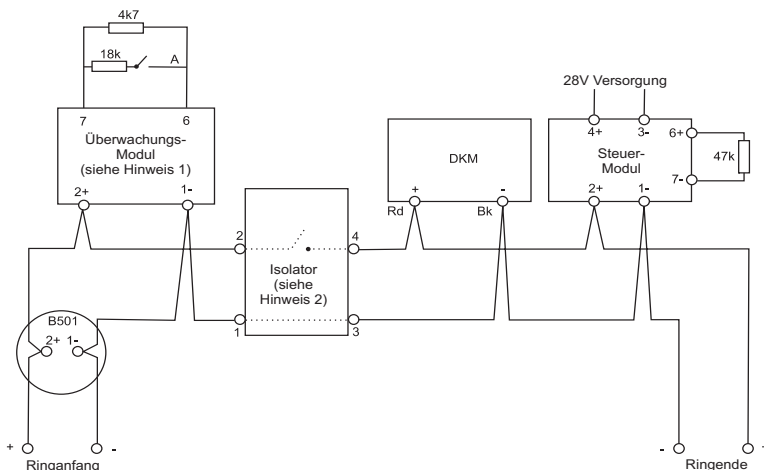 4k7
18k
A
7
6
Überwachungs-
Modul
(siehe Hinweis 1)
2+
1-
28V Versorgung
4+
3-
6+
Steuer-
Modul
47k
7-
2+
1-
DKM
+
-
Rd
Bk
2
4
Isolator
(siehe
Hinweis 2)
1
3
B501
2+
1-
+
-
Ringanfang
-
Ringende